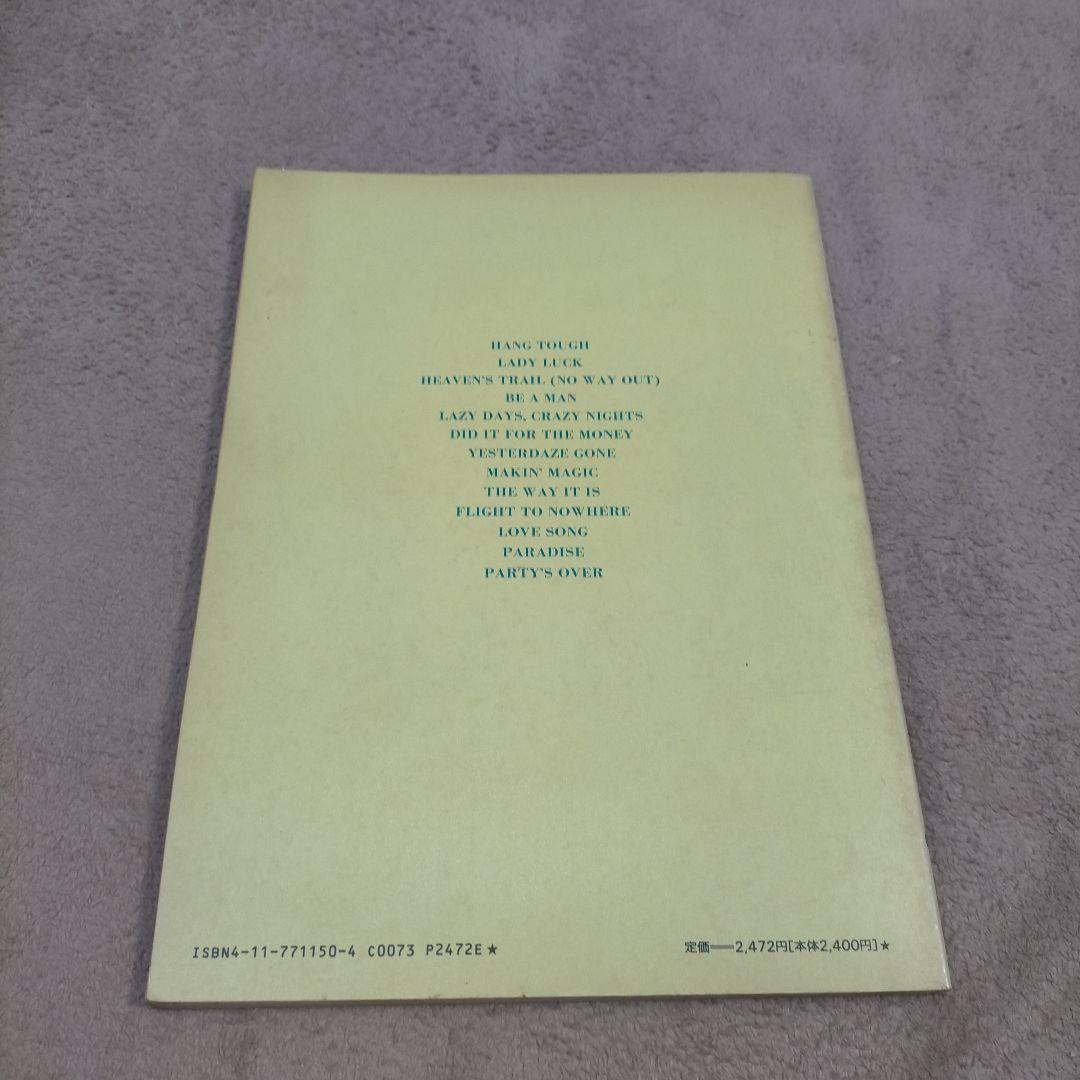 HANG TOUGH
LADY LUCK
HEAVEN'S TRAIL (NO WAY OUT)
BE A MAN
LAZY DAYS, CRAZY NIGHTS
DID IT FOR THE MONEY
YESTERDAZE GONE
MAKIN' MAGIC
THE WAY IT IS
FLIGHT TO NOWHERE
LOVE SONG
PARADISE
PARTY'S OVER
ISBN4-11-771150-4 C0073 P2472E★ 定価━2,472円[本体2,400円]★